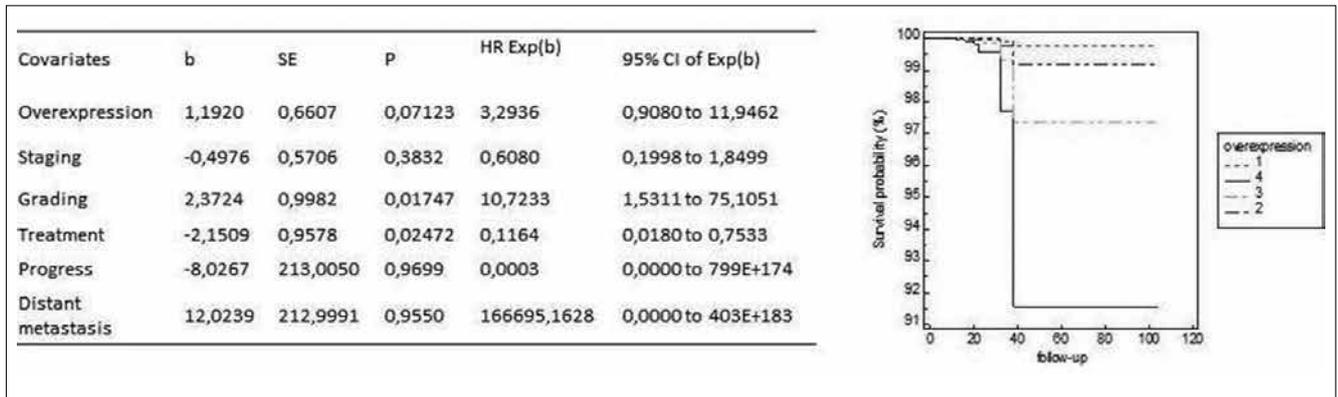 Covariates b SE P HR Exp(b) 95% CI of Exp(b)
Overexpression 1,1920 0,6607 0,07123 3,2936 0,9080 to 11,9462
Staging -0,4976 0,5706 0,3832 0,6080 0,1998 to 1,8499
Grading 2,3724 0,9982 0,01747 10,7233 1,5311 to 75,1051
Treatment -2,1509 0,9578 0,02472 0,1164 0,0180 to 0,7533
Progress -8,0267 213,0050 0,9699 0,0003 0,0000 to 799E+174
Distant
metastasis 12,0239 212,9991 0,9550 166695,1628 0,0000 to 403E+183
Survival probability (%)
100
99
98
97
96
95
94
93
92
91
0 20 40 60 80 100 120
follow-up
overexpression
1
4
3
2